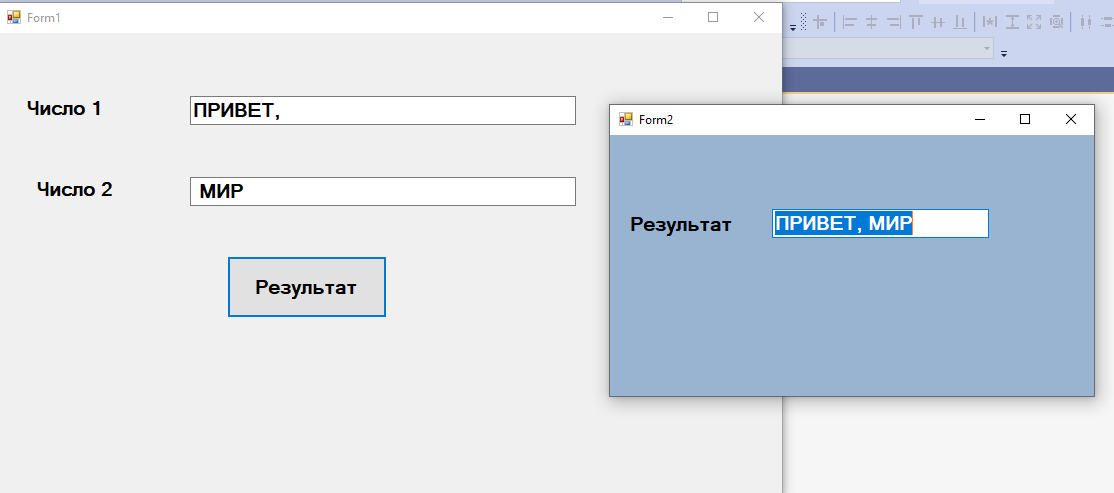 Form1
Число 1
ПРИВЕТ,
Число 2
МИР
Результат
Form2
Результат
ПРИВЕТ, МИР